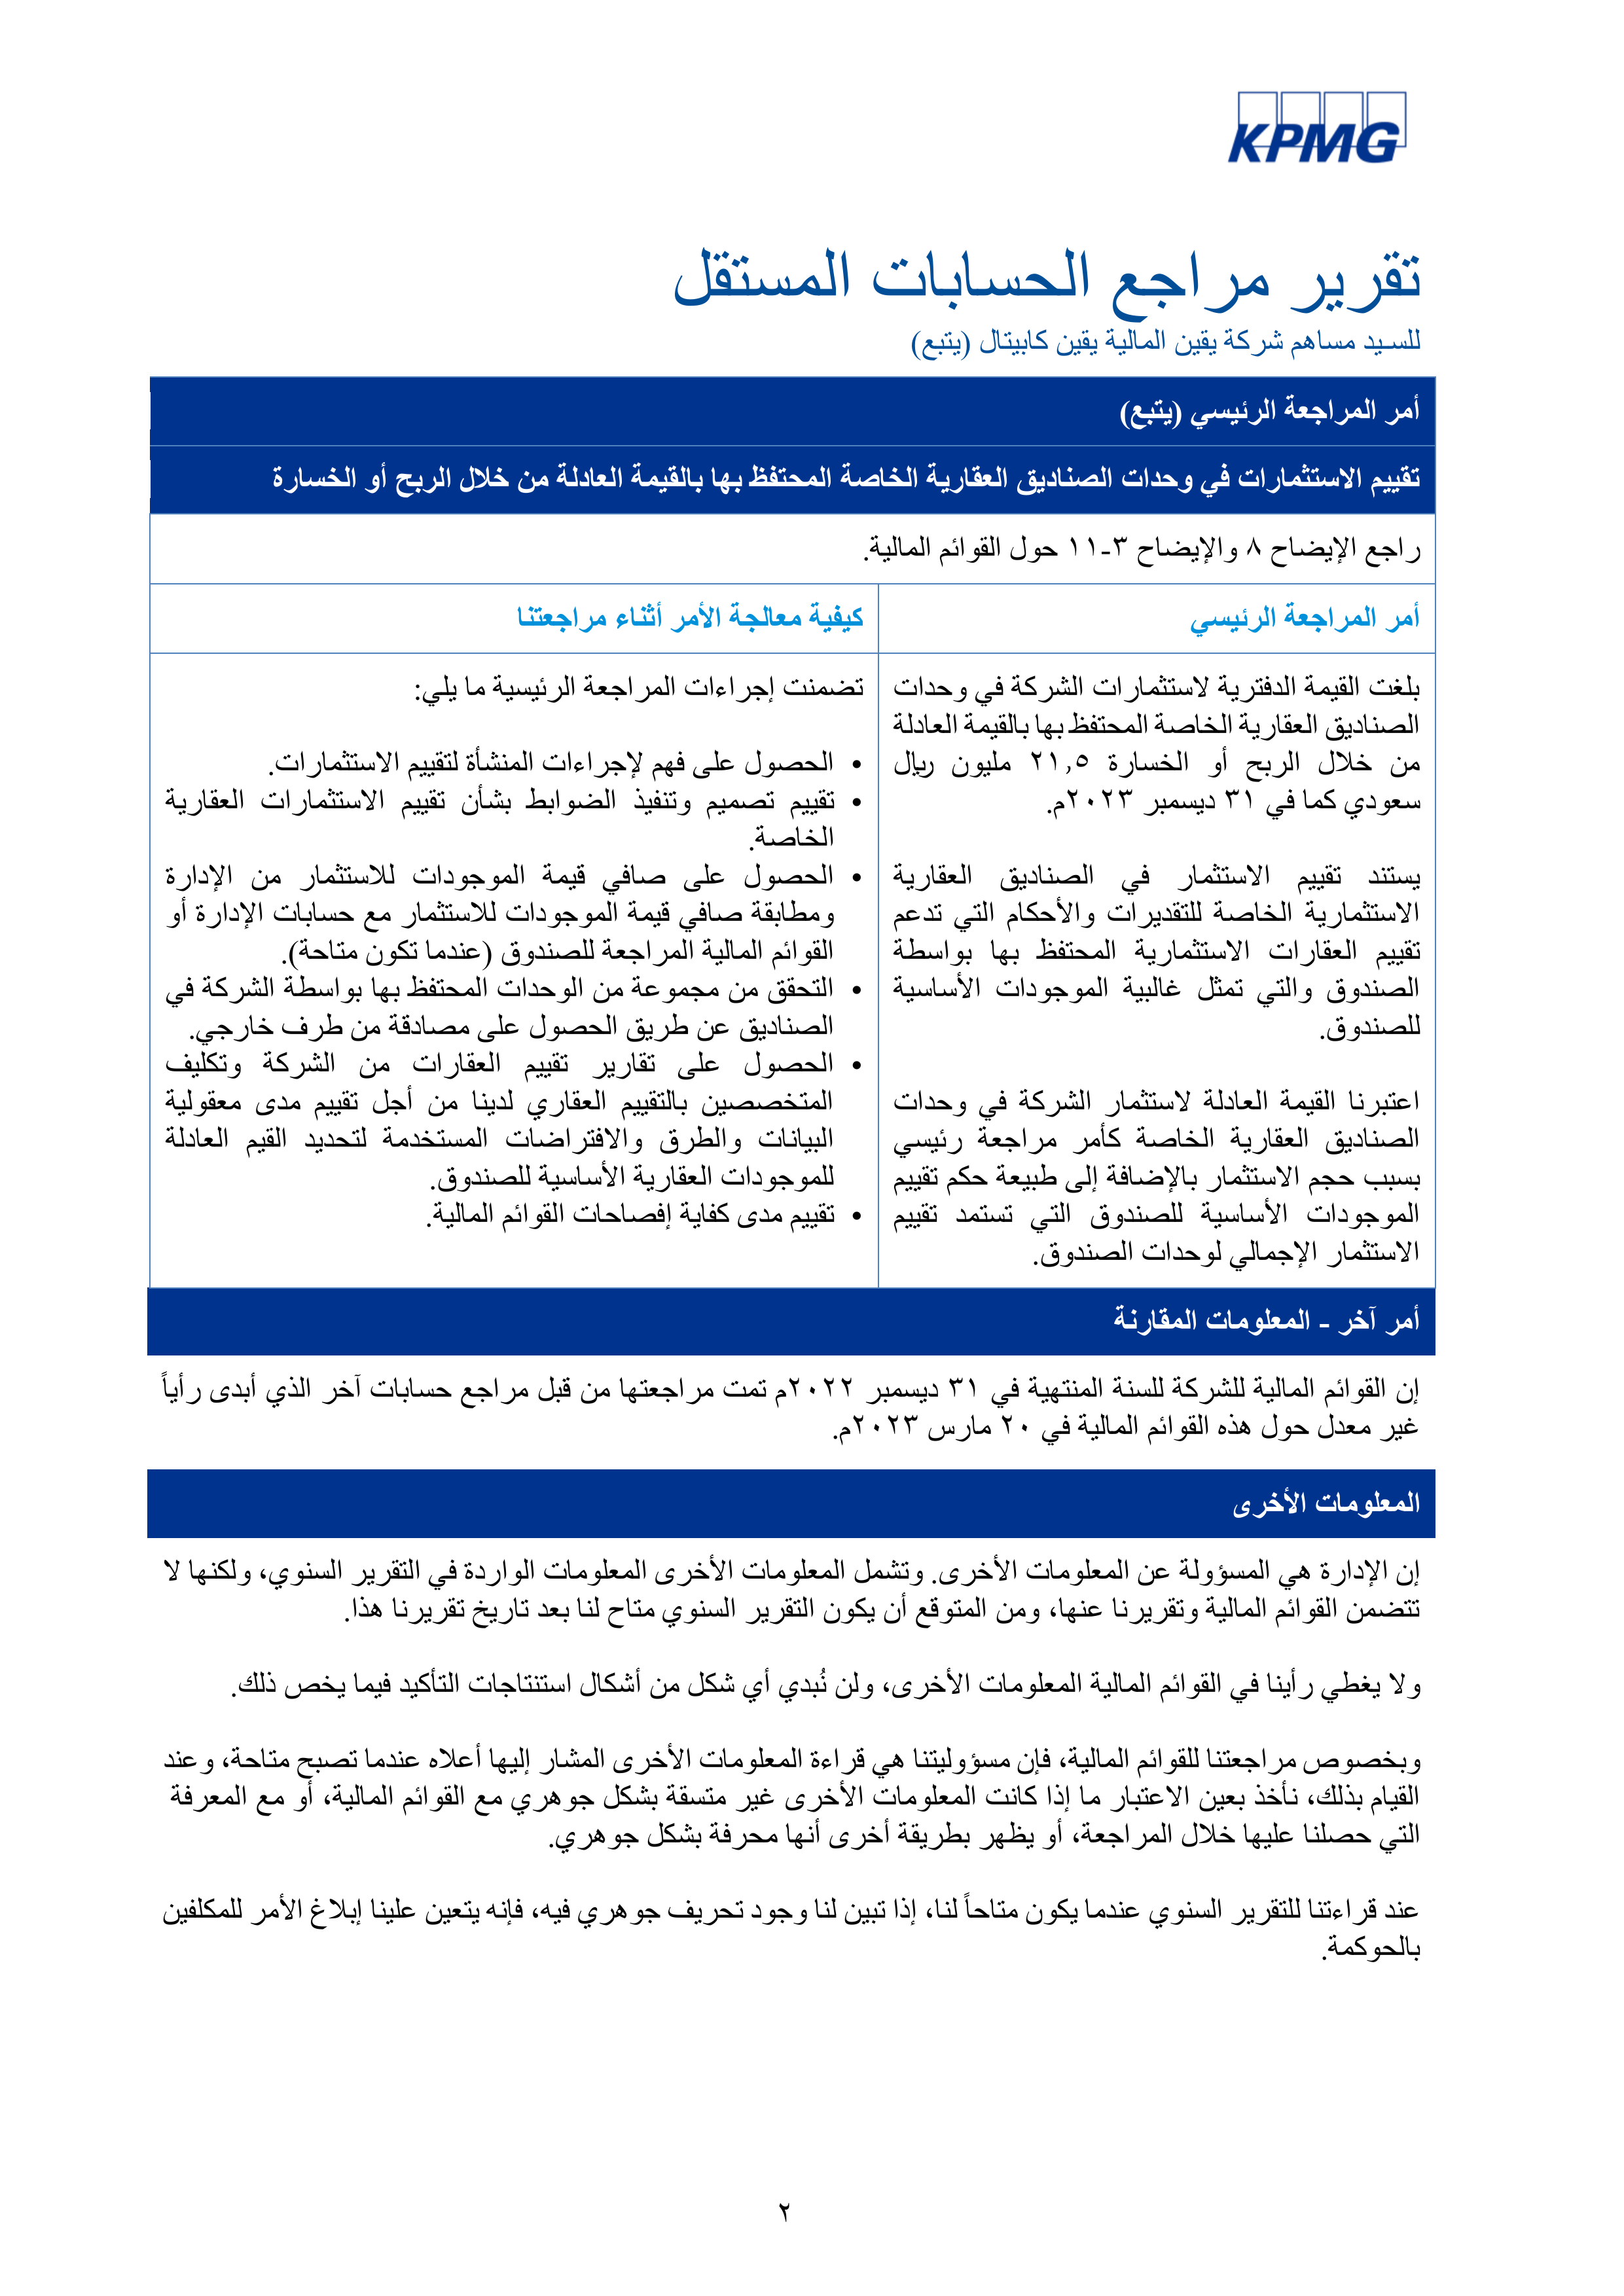 KPMG
تقرير مراجع الحسابات المستقل
للسيد مساهم شركة يقين المالية يقين كابيتال (يتبع)
أمر المراجعة الرئيسي (يتبع)
تقييم الاستثمارات في وحدات الصناديق العقارية الخاصة المحتفظ بها بالقيمة العادلة من خلال الربح أو الخسارة
راجع الإيضاح ٨ والإيضاح ٣-١١ حول القوائم المالية.
أمر المراجعة الرئيسي
بلغت القيمة الدفترية لاستثمارات الشركة في وحدات
الصناديق العقارية الخاصة المحتفظ بها بالقيمة العادلة
من خلال الربح أو الخسارة ٢١,٥ مليون ريال
سعودي كما في ٣١ ديسمبر ٢٠٢٣م.
يستند تقييم الاستثمار في الصناديق العقارية
الاستثمارية الخاصة للتقديرات والأحكام التي تدعم
تقييم العقارات الاستثمارية المحتفظ بها بواسطة
الصندوق والتي تمثل غالبية الموجودات الأساسية
للصندوق.
اعتبرنا القيمة العادلة لاستثمار الشركة في وحدات
الصناديق العقارية الخاصة كأمر مراجعة رئيسي
بسبب حجم الاستثمار بالإضافة إلى طبيعة حكم تقييم
الموجودات الأساسية للصندوق التي تستمد تقييم
الاستثمار الإجمالي لوحدات الصندوق.
كيفية معالجة الأمر أثناء مراجعتنا
تضمنت إجراءات المراجعة الرئيسية ما يلي:
• الحصول على فهم لإجراءات المنشأة لتقييم الاستثمارات.
• تقييم تصميم وتنفيذ الضوابط بشأن تقييم الاستثمارات العقارية
الخاصة.
• الحصول على صافي قيمة الموجودات للاستثمار من الإدارة
ومطابقة صافي قيمة الموجودات للاستثمار مع حسابات الإدارة أو
القوائم المالية المراجعة للصندوق (عندما تكون متاحة).
• التحقق من مجموعة من الوحدات المحتفظ بها بواسطة الشركة في
الصناديق عن طريق الحصول على مصادقة من طرف خارجي.
• الحصول على تقارير تقييم العقارات من الشركة وتكليف
المتخصصين بالتقييم العقاري لدينا من أجل تقييم مدى معقولية
البيانات والطرق والافتراضات المستخدمة لتحديد القيم العادلة
للموجودات العقارية الأساسية للصندوق.
• تقييم مدى كفاية إفصاحات القوائم المالية.
أمر آخر - المعلومات المقارنة
إن القوائم المالية للشركة للسنة المنتهية في ٣١ ديسمبر ٢٠٢٢م تمت مراجعتها من قبل مراجع حسابات آخر الذي أبدى رأياً
غير معدل حول هذه القوائم المالية في ٢٠ مارس ٢٠٢٣م.
المعلومات الأخرى
إن الإدارة هي المسؤولة عن المعلومات الأخرى. وتشمل المعلومات الأخرى المعلومات الواردة في التقرير السنوي، ولكنها لا
تتضمن القوائم المالية وتقريرنا عنها، ومن المتوقع أن يكون التقرير السنوي متاح لنا بعد تاريخ تقريرنا هذا.
ولا يغطي رأينا في القوائم المالية المعلومات الأخرى، ولن نُبدي أي شكل من أشكال استنتاجات التأكيد فيما يخص ذلك.
وبخصوص مراجعتنا للقوائم المالية، فإن مسؤوليتنا هي قراءة المعلومات الأخرى المشار إليها أعلاه عندما تصبح متاحة، وعند
القيام بذلك، نأخذ بعين الاعتبار ما إذا كانت المعلومات الأخرى غير متسقة بشكل جوهري مع القوائم المالية، أو مع المعرفة
التي حصلنا عليها خلال المراجعة، أو يظهر بطريقة أخرى أنها محرفة بشكل جوهري.
عند قراءتنا للتقرير السنوي عندما يكون متاحاً لنا، إذا تبين لنا وجود تحريف جوهري فيه، فإنه يتعين علينا إبلاغ الأمر للمكلفين
بالحوكمة.
٢